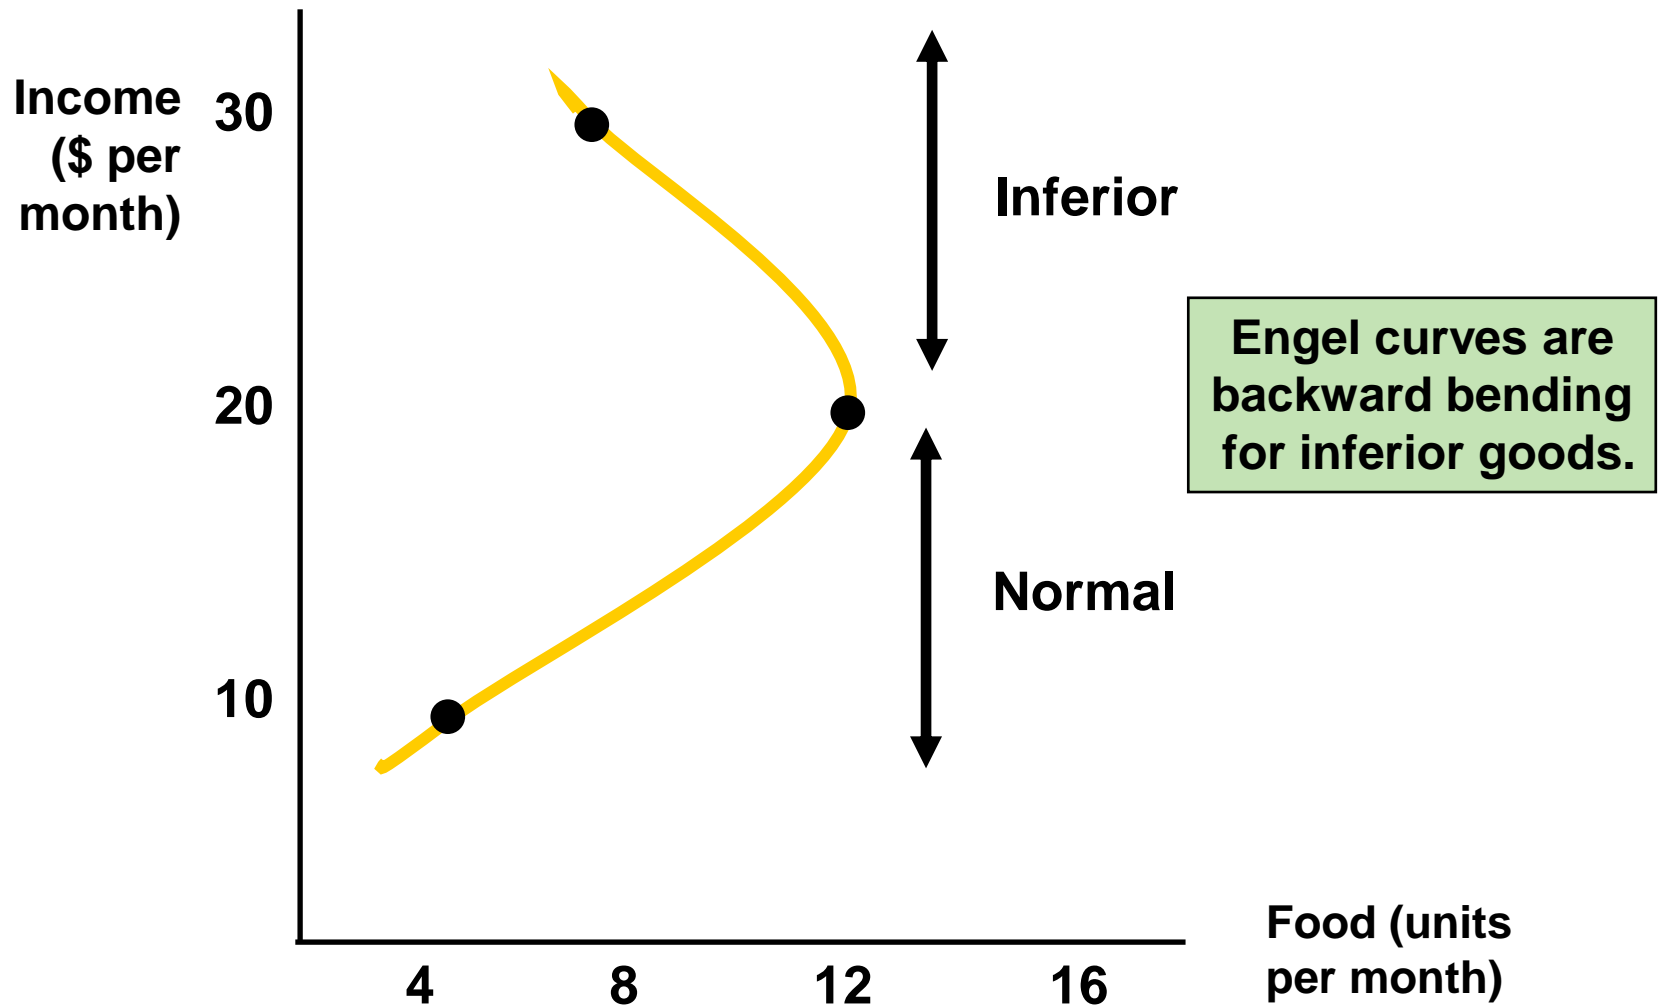 Income
($ per
month)
30
20
10
Inferior
Engel curves are
backward bending
for inferior goods.
Normal
4 8 12 16
Food (units
per month)